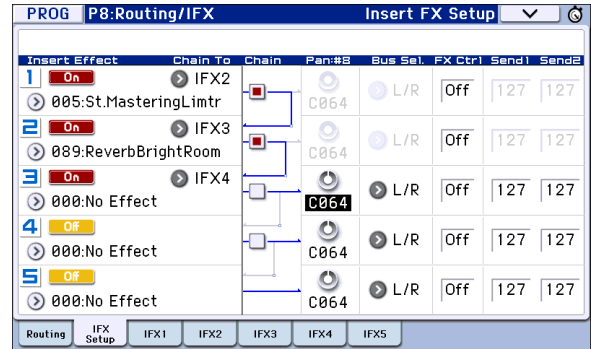 PROG P8:Routing/IFX Insert FX Setup
Insert Effect Chain To Chain Pan:#8 Bus Sel. FX Ctrl Send1 Send2
1 On IFX2
005:St.MasteringLimtr C064 L/R Off 127 127
2 On IFX3
089:ReverbBrightRoom C064 L/R Off 127 127
3 On IFX4
000:No Effect C064 L/R Off 127 127
4 Off
000:No Effect C064 L/R Off 127 127
5 Off
000:No Effect C064 L/R Off 127 127
Routing IFX Setup IFX1 IFX2 IFX3 IFX4 IFX5